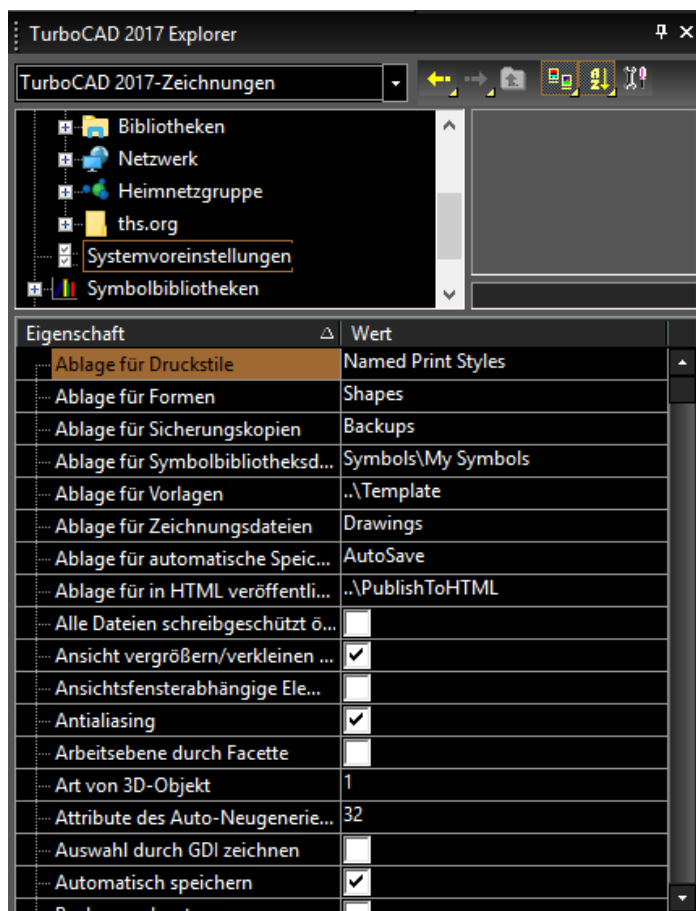 TurboCAD 2017 Explorer
TurboCAD 2017-Zeichnungen
Bibliotheken
Netzwerk
Heimnetzgruppe
ths.org
Systemvoreinstellungen
Symbolbibliotheken
Eigenschaft Wert
Ablage für Druckstile Named Print Styles
Ablage für Formen Shapes
Ablage für Sicherungskopien Backups
Ablage für Symbolbibliotheksd... Symbols\My Symbols
Ablage für Vorlagen ..\Template
Ablage für Zeichnungsdateien Drawings
Ablage für automatische Speic... AutoSave
Ablage für in HTML veröffentli... ..\PublishToHTML
Alle Dateien schreibgeschützt ö...
Ansicht vergrößern/verkleinen ...
Ansichtsfensterabhängige Ele...
Antialiasing
Arbeitsebene durch Facette
Art von 3D-Objekt 1
Attribute des Auto-Neugenerie... 32
Auswahl durch GDI zeichnen
Automatisch speichern